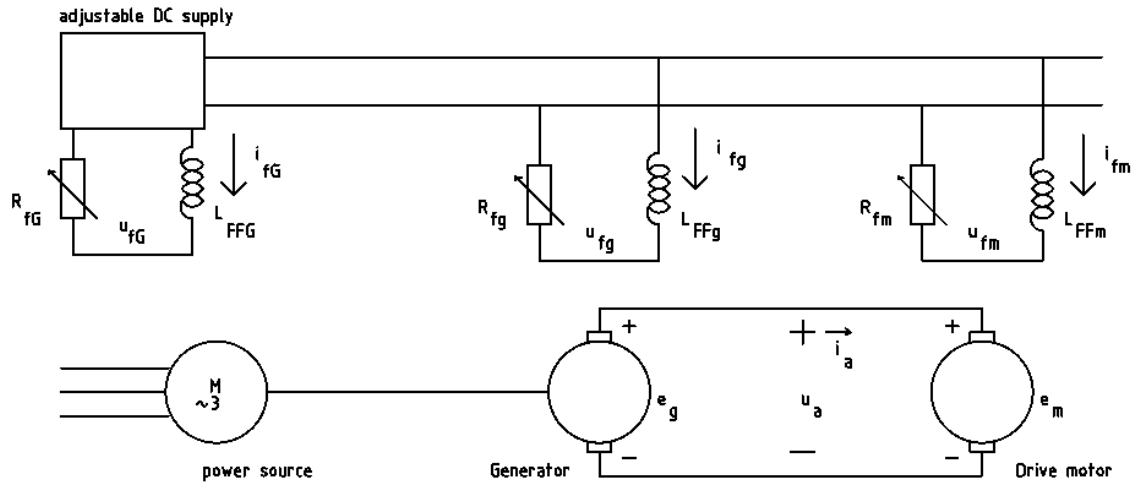 adjustable DC supply
R fG
u fG
L FFG
i fG
R fg
u fg
L FFg
i fg
R fm
u fm
L FFm
i fm
M
~3
power source
+
e g
−
Generator
+
i a
u a
—
+
e m
−
Drive motor